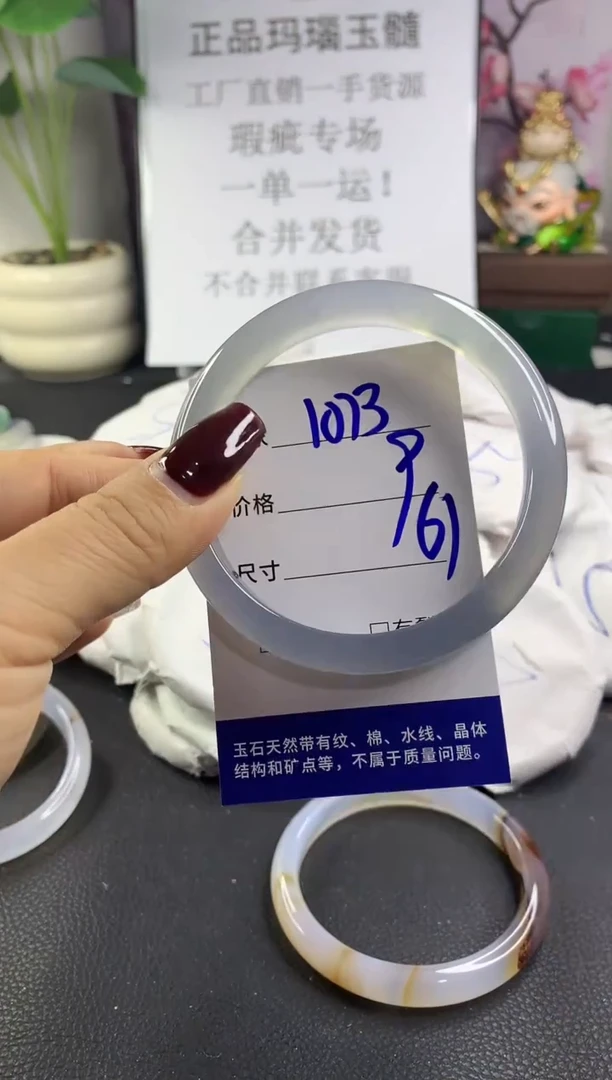 正品玛瑙玉髓
工厂直销一手货源
瑕疵专场
一单一运！
合并发货
不合并联系客服
1073
价格
9
61
尺寸
玉石天然带有纹、棉、水线、晶体
结构和矿点等，不属于质量问题。